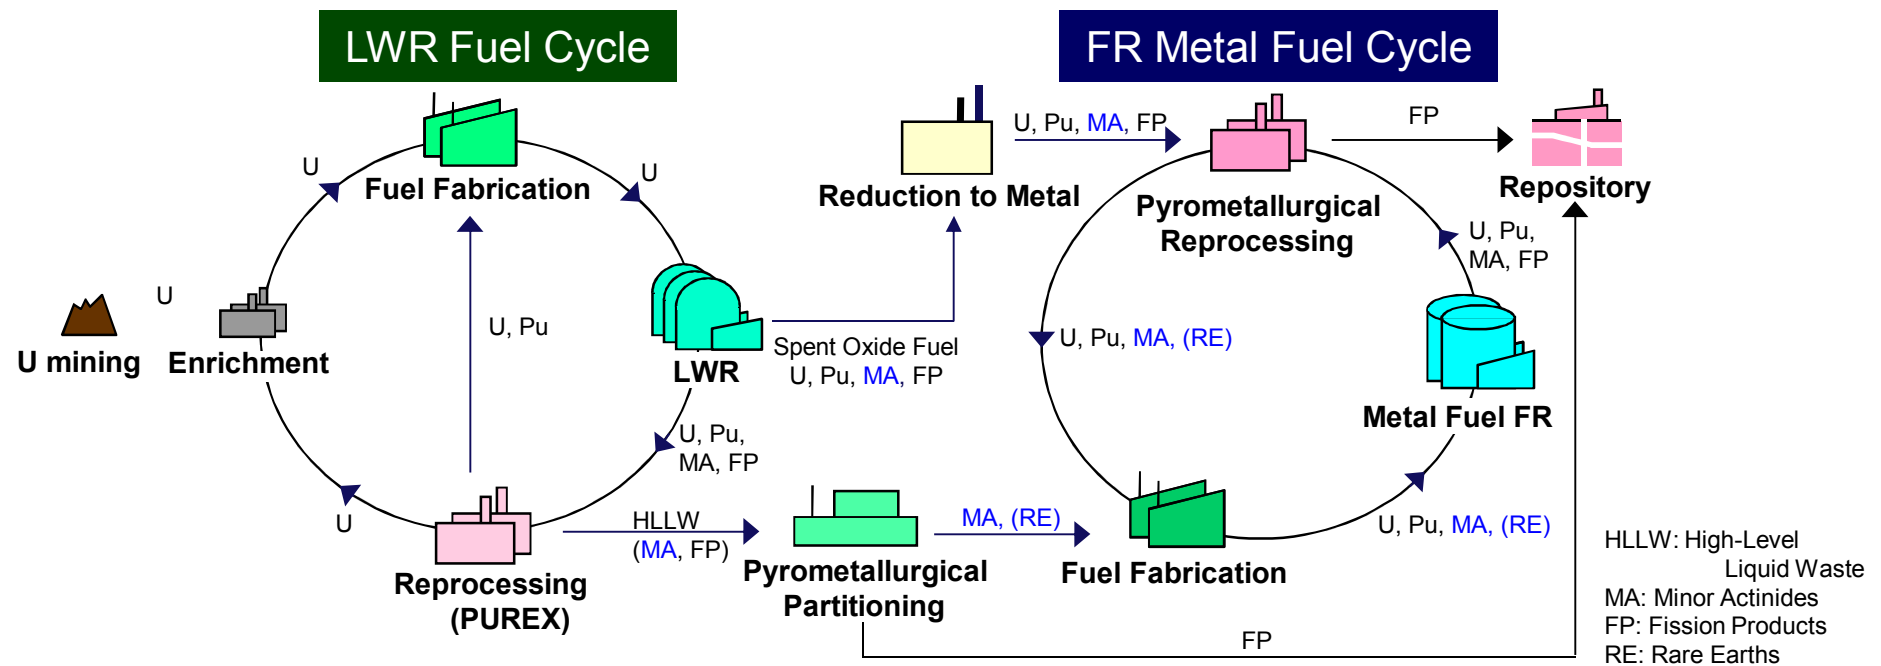 LWR Fuel Cycle
FR Metal Fuel Cycle
U
Fuel Fabrication
U
U mining
U
Enrichment
U, Pu
LWR
Spent Oxide Fuel
U, Pu, MA, FP
U, Pu,
MA, FP
U
Reprocessing
(PUREX)
HLLW
(MA, FP)
Pyrometallurgical
Partitioning
MA, (RE)
Reduction to Metal
U, Pu, MA, FP
Pyrometallurgical
Reprocessing
FP
Repository
U, Pu,
MA, FP
U, Pu, MA, (RE)
Metal Fuel FR
Fuel Fabrication
U, Pu, MA, (RE)
FP
HLLW: High-Level
Liquid Waste
MA: Minor Actinides
FP: Fission Products
RE: Rare Earths